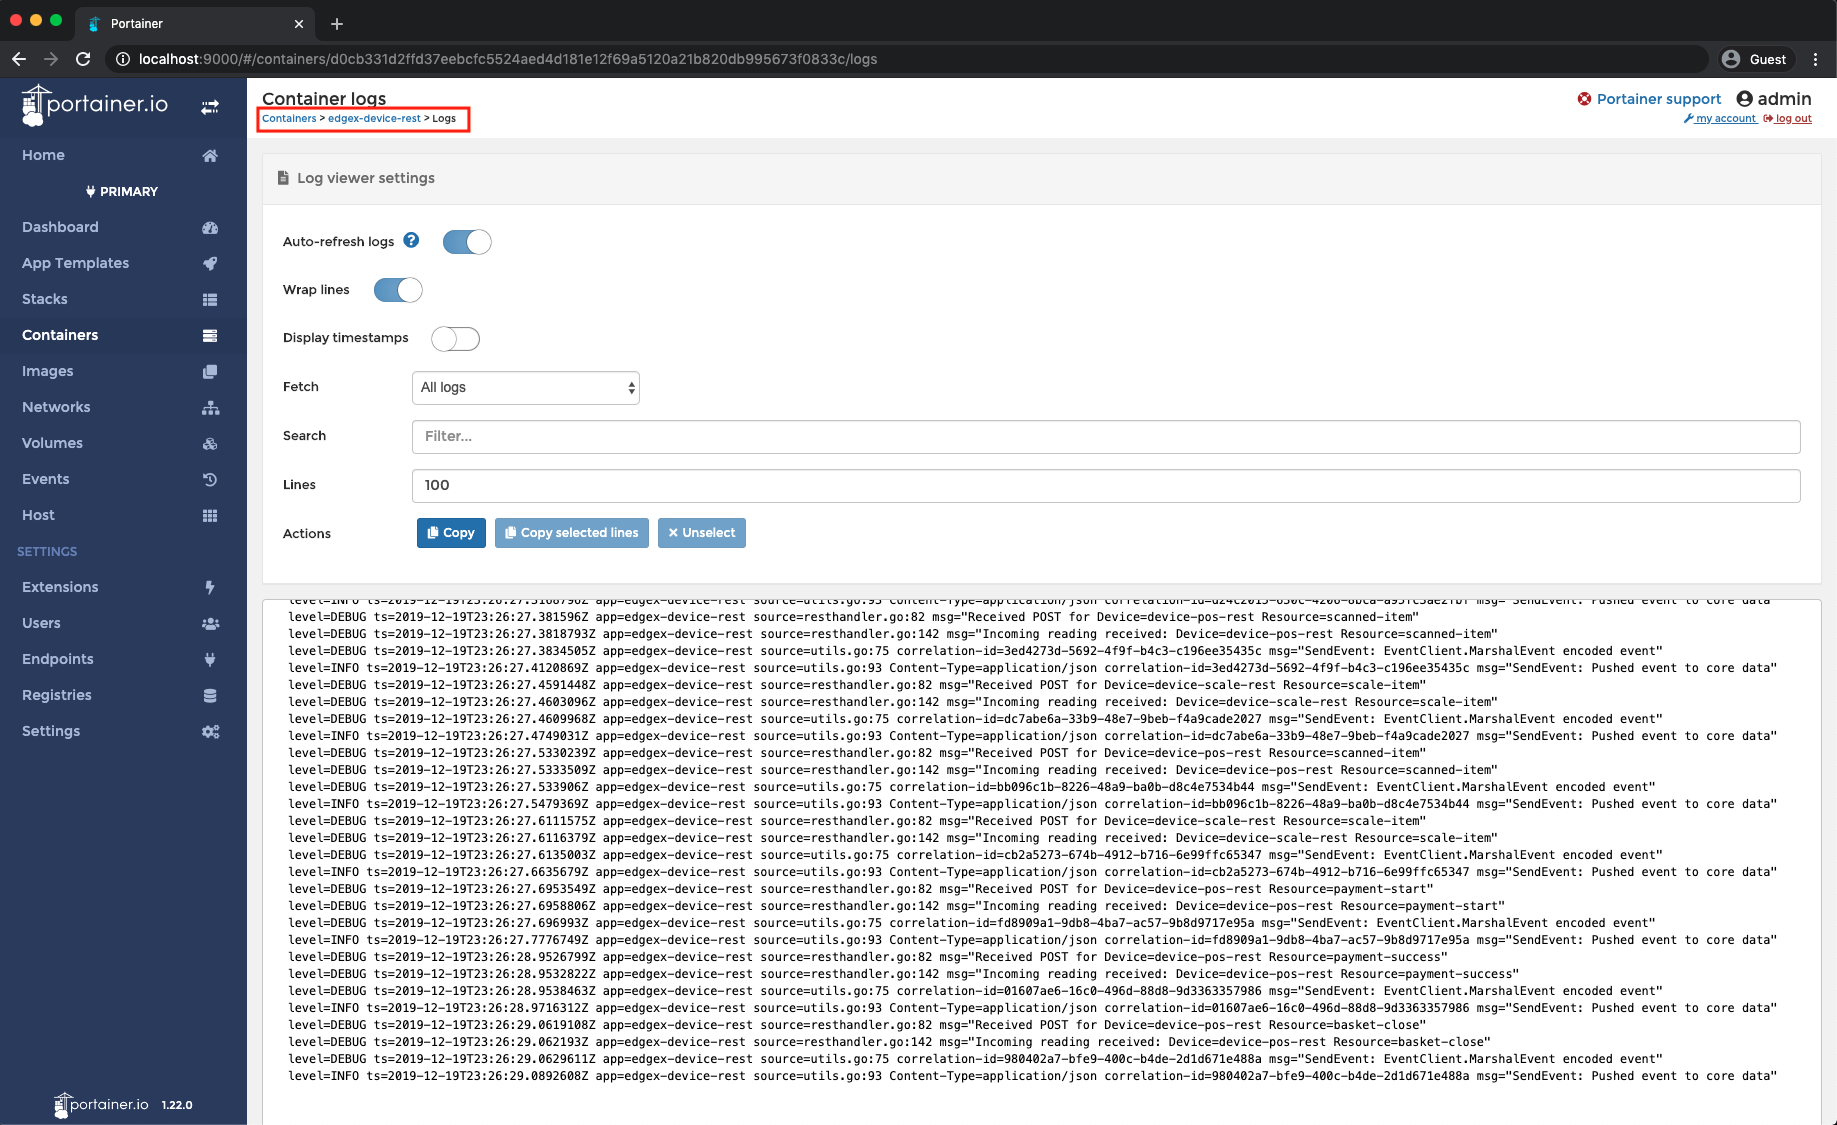 Portainer
localhost:9000/#/containers/d0cb331d2ffd37eebcfc5524aed4d181e12f69a5120a21b820db995673f0833c/logs
Guest
portainer.io
Home
PRIMARY
Dashboard
App Templates
Stacks
Containers
Images
Networks
Volumes
Events
Host
SETTINGS
Extensions
Users
Endpoints
Registries
Settings
portainer.io 1.22.0
Container logs
Containers > edgex-device-rest > Logs
Portainer support admin
my account log out
Log viewer settings
Auto-refresh logs
Wrap lines
Display timestamps
Fetch All logs
Search Filter...
Lines 100
Actions Copy Copy selected lines Unselect
level=DEBUG ts=2019-12-19T23:26:27.381596Z app=edgex-device-rest source=resthandler.go:82 msg="Received POST for Device=device-pos-rest Resource=scanned-item"
level=DEBUG ts=2019-12-19T23:26:27.3818793Z app=edgex-device-rest source=resthandler.go:142 msg="Incoming reading received: Device=device-pos-rest Resource=scanned-item"
level=DEBUG ts=2019-12-19T23:26:27.3834505Z app=edgex-device-rest source=utils.go:75 correlation-id=3ed4273d-5692-4f9f-b4c3-c196ee35435c msg="SendEvent: EventClient.MarshalEvent encoded event"
level=INFO ts=2019-12-19T23:26:27.4120869Z app=edgex-device-rest source=utils.go:93 Content-Type=application/json correlation-id=3ed4273d-5692-4f9f-b4c3-c196ee35435c msg="SendEvent: Pushed event to core data"
level=DEBUG ts=2019-12-19T23:26:27.4591448Z app=edgex-device-rest source=resthandler.go:82 msg="Received POST for Device=device-scale-rest Resource=scale-item"
level=DEBUG ts=2019-12-19T23:26:27.4603096Z app=edgex-device-rest source=resthandler.go:142 msg="Incoming reading received: Device=device-scale-rest Resource=scale-item"
level=DEBUG ts=2019-12-19T23:26:27.4609968Z app=edgex-device-rest source=utils.go:75 correlation-id=dc7abe6a-33b9-48e7-9beb-f4a9cade2027 msg="SendEvent: EventClient.MarshalEvent encoded event"
level=INFO ts=2019-12-19T23:26:27.4749031Z app=edgex-device-rest source=utils.go:93 Content-Type=application/json correlation-id=dc7abe6a-33b9-48e7-9beb-f4a9cade2027 msg="SendEvent: Pushed event to core data"
level=DEBUG ts=2019-12-19T23:26:27.5330239Z app=edgex-device-rest source=resthandler.go:82 msg="Received POST for Device=device-pos-rest Resource=scanned-item"
level=DEBUG ts=2019-12-19T23:26:27.5333509Z app=edgex-device-rest source=resthandler.go:142 msg="Incoming reading received: Device=device-pos-rest Resource=scanned-item"
level=DEBUG ts=2019-12-19T23:26:27.533906Z app=edgex-device-rest source=utils.go:75 correlation-id=bb096c1b-8226-48a9-ba0b-d8c4e7534b44 msg="SendEvent: EventClient.MarshalEvent encoded event"
level=INFO ts=2019-12-19T23:26:27.5479369Z app=edgex-device-rest source=utils.go:93 Content-Type=application/json correlation-id=bb096c1b-8226-48a9-ba0b-d8c4e7534b44 msg="SendEvent: Pushed event to core data"
level=DEBUG ts=2019-12-19T23:26:27.6111575Z app=edgex-device-rest source=resthandler.go:82 msg="Received POST for Device=device-scale-rest Resource=scale-item"
level=DEBUG ts=2019-12-19T23:26:27.6116379Z app=edgex-device-rest source=resthandler.go:142 msg="Incoming reading received: Device=device-scale-rest Resource=scale-item"
level=DEBUG ts=2019-12-19T23:26:27.6135003Z app=edgex-device-rest source=utils.go:75 correlation-id=cb2a5273-674b-4912-b716-6e99ffc65347 msg="SendEvent: EventClient.MarshalEvent encoded event"
level=INFO ts=2019-12-19T23:26:27.6635679Z app=edgex-device-rest source=utils.go:93 Content-Type=application/json correlation-id=cb2a5273-674b-4912-b716-6e99ffc65347 msg="SendEvent: Pushed event to core data"
level=DEBUG ts=2019-12-19T23:26:27.6953549Z app=edgex-device-rest source=resthandler.go:82 msg="Received POST for Device=device-pos-rest Resource=payment-start"
level=DEBUG ts=2019-12-19T23:26:27.6958806Z app=edgex-device-rest source=resthandler.go:142 msg="Incoming reading received: Device=device-pos-rest Resource=payment-start"
level=DEBUG ts=2019-12-19T23:26:27.696993Z app=edgex-device-rest source=utils.go:75 correlation-id=fd8909a1-9db8-4ba7-ac57-9b8d9717e95a msg="SendEvent: EventClient.MarshalEvent encoded event"
level=INFO ts=2019-12-19T23:26:27.7776749Z app=edgex-device-rest source=utils.go:93 Content-Type=application/json correlation-id=fd8909a1-9db8-4ba7-ac57-9b8d9717e95a msg="SendEvent: Pushed event to core data"
level=DEBUG ts=2019-12-19T23:26:28.9526799Z app=edgex-device-rest source=resthandler.go:82 msg="Received POST for Device=device-pos-rest Resource=payment-success"
level=DEBUG ts=2019-12-19T23:26:28.9532822Z app=edgex-device-rest source=resthandler.go:142 msg="Incoming reading received: Device=device-pos-rest Resource=payment-success"
level=DEBUG ts=2019-12-19T23:26:28.9538463Z app=edgex-device-rest source=utils.go:75 correlation-id=01607ae6-16c0-496d-88d8-9d3363357986 msg="SendEvent: EventClient.MarshalEvent encoded event"
level=INFO ts=2019-12-19T23:26:28.9716312Z app=edgex-device-rest source=utils.go:93 Content-Type=application/json correlation-id=01607ae6-16c0-496d-88d8-9d3363357986 msg="SendEvent: Pushed event to core data"
level=DEBUG ts=2019-12-19T23:26:29.0619108Z app=edgex-device-rest source=resthandler.go:82 msg="Received POST for Device=device-pos-rest Resource=basket-close"
level=DEBUG ts=2019-12-19T23:26:29.062193Z app=edgex-device-rest source=resthandler.go:142 msg="Incoming reading received: Device=device-pos-rest Resource=basket-close"
level=DEBUG ts=2019-12-19T23:26:29.0629611Z app=edgex-device-rest source=utils.go:75 correlation-id=980402a7-bfe9-400c-b4de-2d1d671e488a msg="SendEvent: EventClient.MarshalEvent encoded event"
level=INFO ts=2019-12-19T23:26:29.0892608Z app=edgex-device-rest source=utils.go:93 Content-Type=application/json correlation-id=980402a7-bfe9-400c-b4de-2d1d671e488a msg="SendEvent: Pushed event to core data"